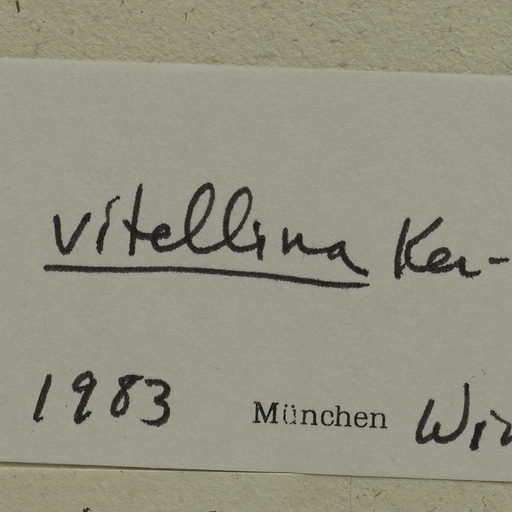 vitellina Ker-
1983 München